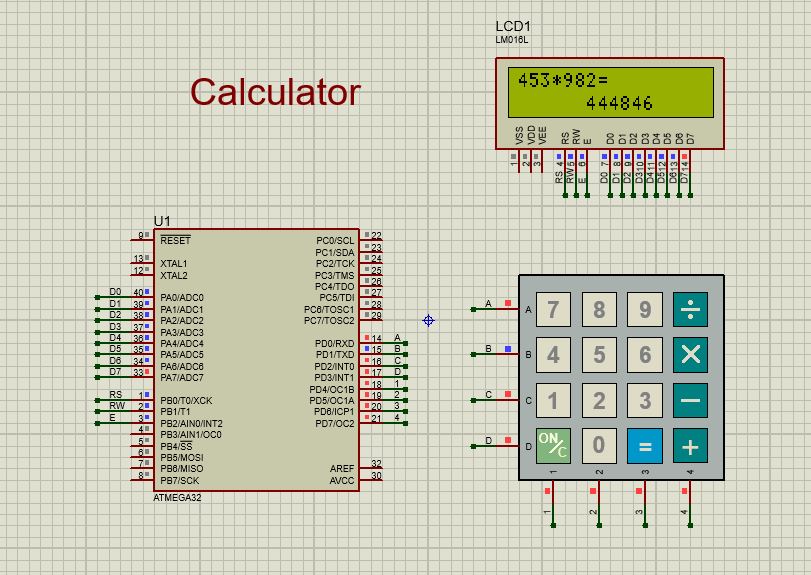 LCD1
LM016L
Calculator
453*982=
444846
VSS VDD VEE RS RW E D0 D1 D2 D3 D4 D5 D6 D7
1 2 3 4 5 6 7 8 9 10 11 12 13 14
RS RW E D0 D1 D2 D3 D4 D5 D6 D7
U1
9 RESET PC0/SCL 22
PC1/SDA 23
13 XTAL1 PC2/TCK 24
12 XTAL2 PC3/TMS 25
PC4/TDO 26
D0 40 PA0/ADC0 PC5/TDI 27
D1 39 PA1/ADC1 PC6/TOSC1 28
D2 38 PA2/ADC2 PC7/TOSC2 29
D3 37 PA3/ADC3
D4 36 PA4/ADC4 PD0/RXD 14 A
D5 35 PA5/ADC5 PD1/TXD 15 B
D6 34 PA6/ADC6 PD2/INT0 16 C
D7 33 PA7/ADC7 PD3/INT1 17 D
PD4/OC1B 18 1
RS 1 PB0/T0/XCK PD5/OC1A 19 2
RW 2 PB1/T1 PD6/ICP1 20 3
E 3 PB2/AIN0/INT2 PD7/OC2 21 4
4 PB3/AIN1/OC0
5 PB4/SS
6 PB5/MOSI
7 PB6/MISO AREF 32
8 PB7/SCK AVCC 30
ATMEGA32
A A 7 8 9 ÷
B B 4 5 6 ×
C C 1 2 3 −
D D ON/C 0 = +
1 2 3 4
1 2 3 4